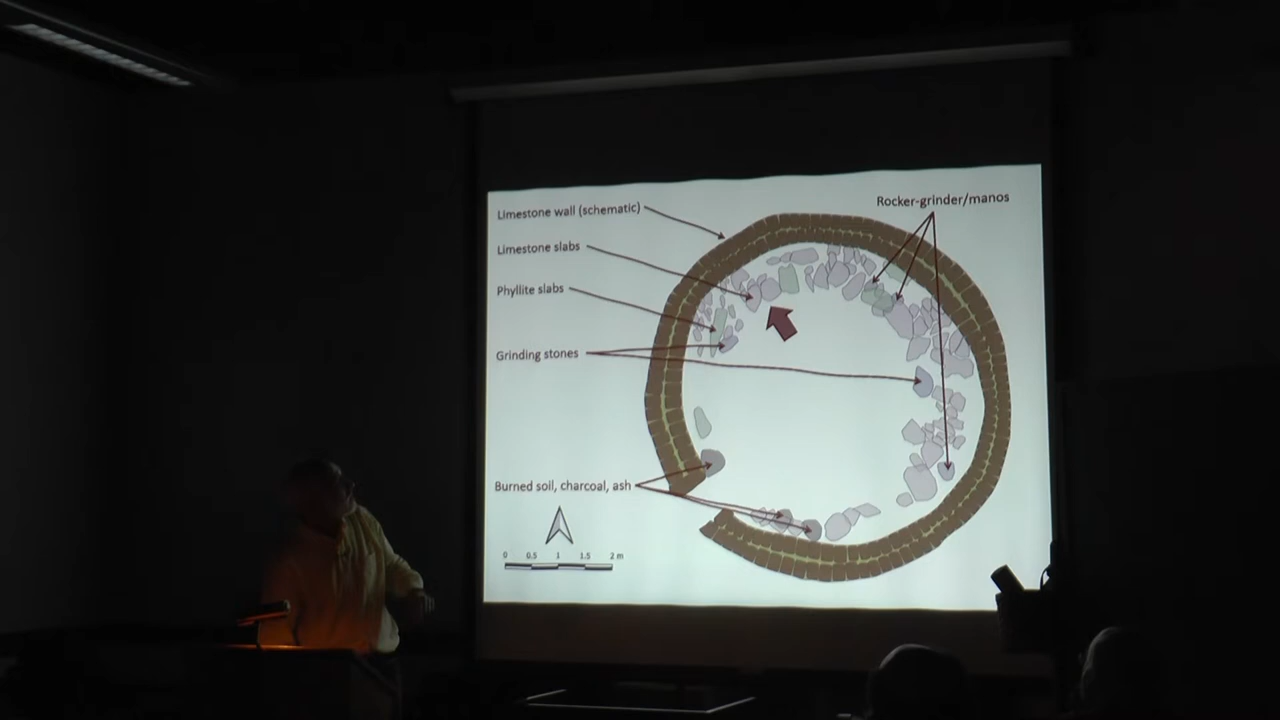 Limestone wall (schematic)
Rocker-grinder/manos
Limestone slabs
Phyllite slabs
Grinding stones
Burned soil, charcoal, ash
0 0.5 1 1.5 2 m